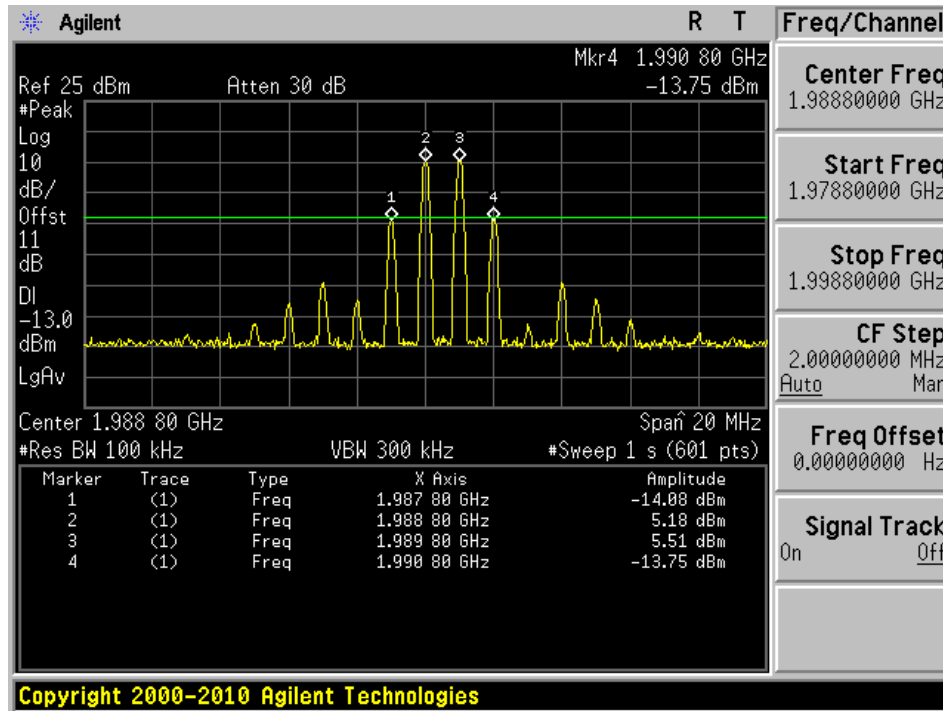 Agilent R T Freq/Channel
Mkr4 1.990 80 GHz
Ref 25 dBm Atten 30 dB -13.75 dBm
#Peak
Log
10
dB/
Offst
11
dB
DI
-13.0
dBm
LgAv
1
2
3
4
Center 1.988 80 GHz Span 20 MHz
#Res BW 100 kHz VBW 300 kHz #Sweep 1 s (601 pts)
Marker Trace Type X Axis Amplitude
1 (1) Freq 1.987 80 GHz -14.08 dBm
2 (1) Freq 1.988 80 GHz 5.18 dBm
3 (1) Freq 1.989 80 GHz 5.51 dBm
4 (1) Freq 1.990 80 GHz -13.75 dBm
Center Freq
1.98880000 GHz
Start Freq
1.97880000 GHz
Stop Freq
1.99880000 GHz
CF Step
2.00000000 MHz
Auto Man
Freq Offset
0.00000000 Hz
Signal Track
On Off
Copyright 2000-2010 Agilent Technologies